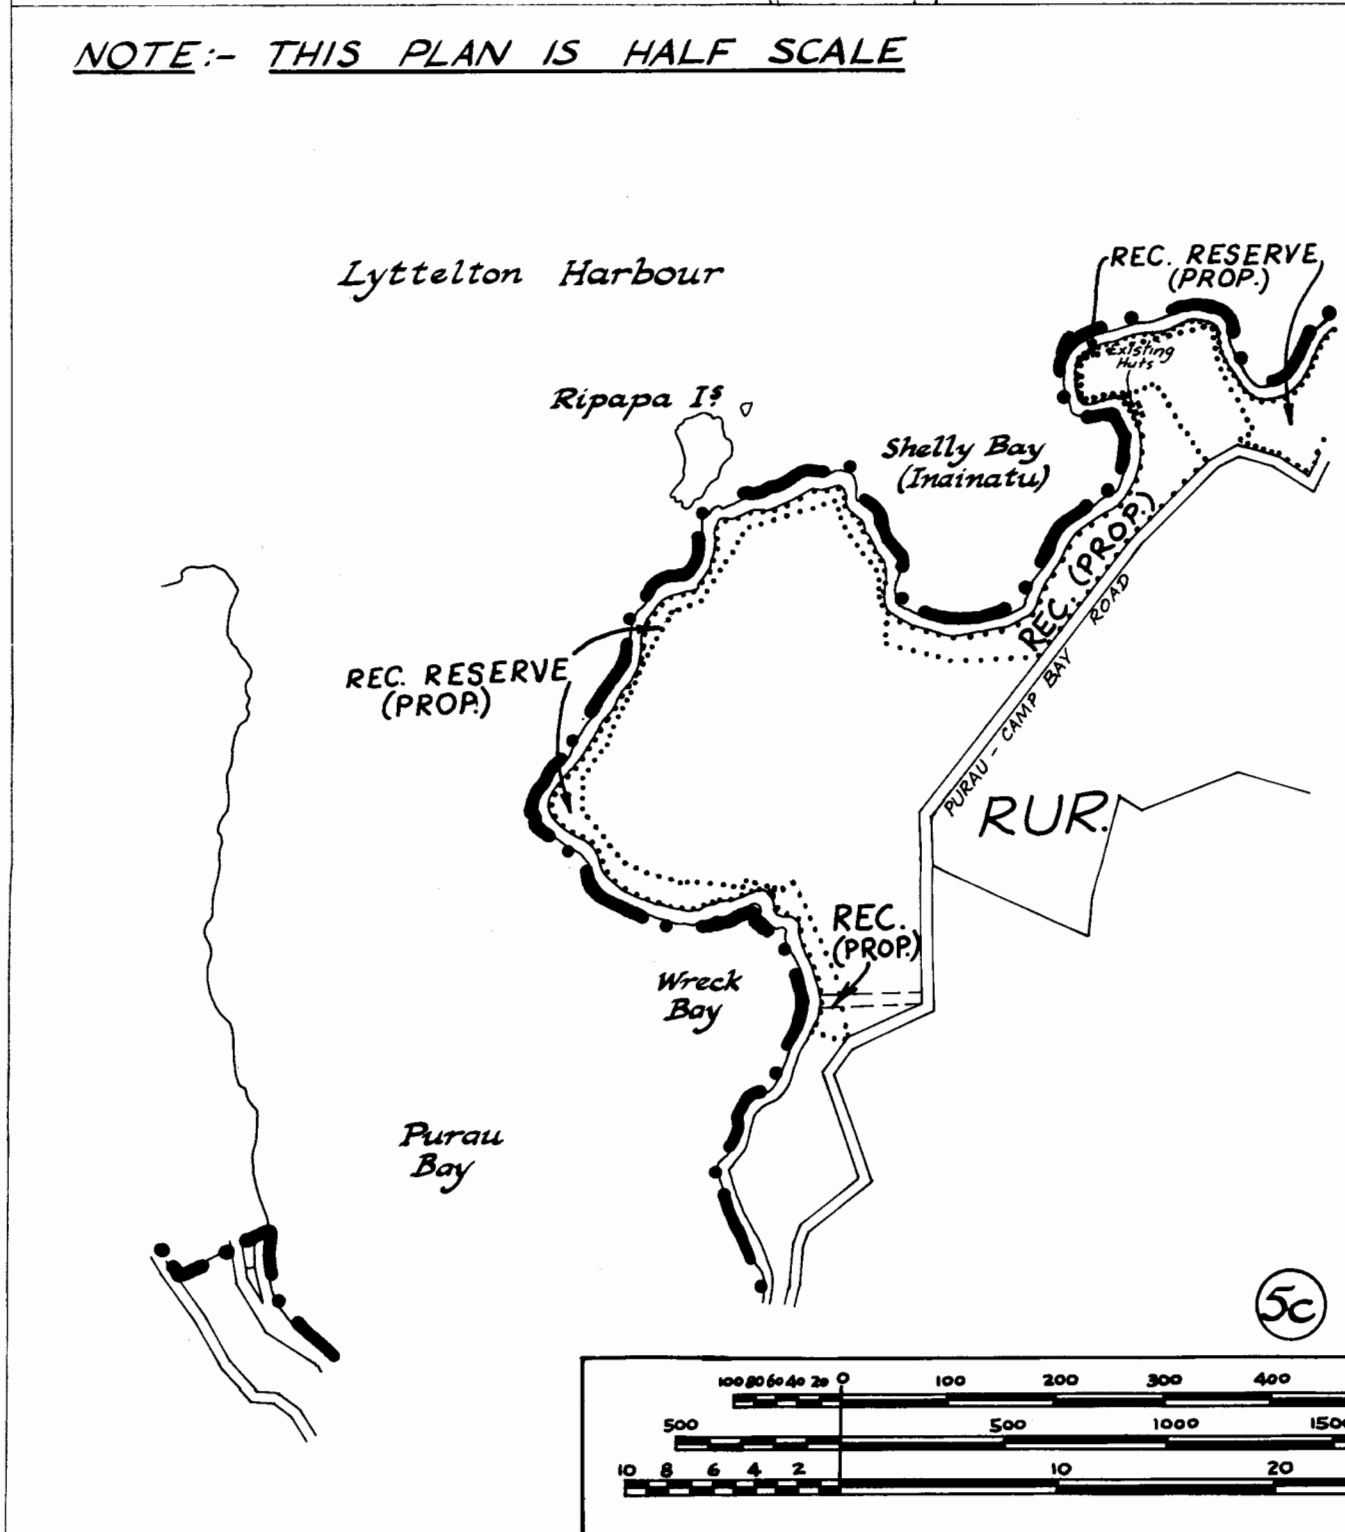 NOTE:- THIS PLAN IS HALF SCALE
Lyttelton Harbour
REC. RESERVE
(PROP.)
Existing
Huts
Ripapa Is
Shelly Bay
(Inainatu)
REC. (PROP.)
REC. RESERVE
(PROP.)
PURAU - CAMP BAY ROAD
RUR.
REC.
(PROP.)
Wreck
Bay
Purau
Bay
5c
100 80 60 40 20 0 100 200 300 400
500 500 1000 1500
10 8 6 4 2 10 20